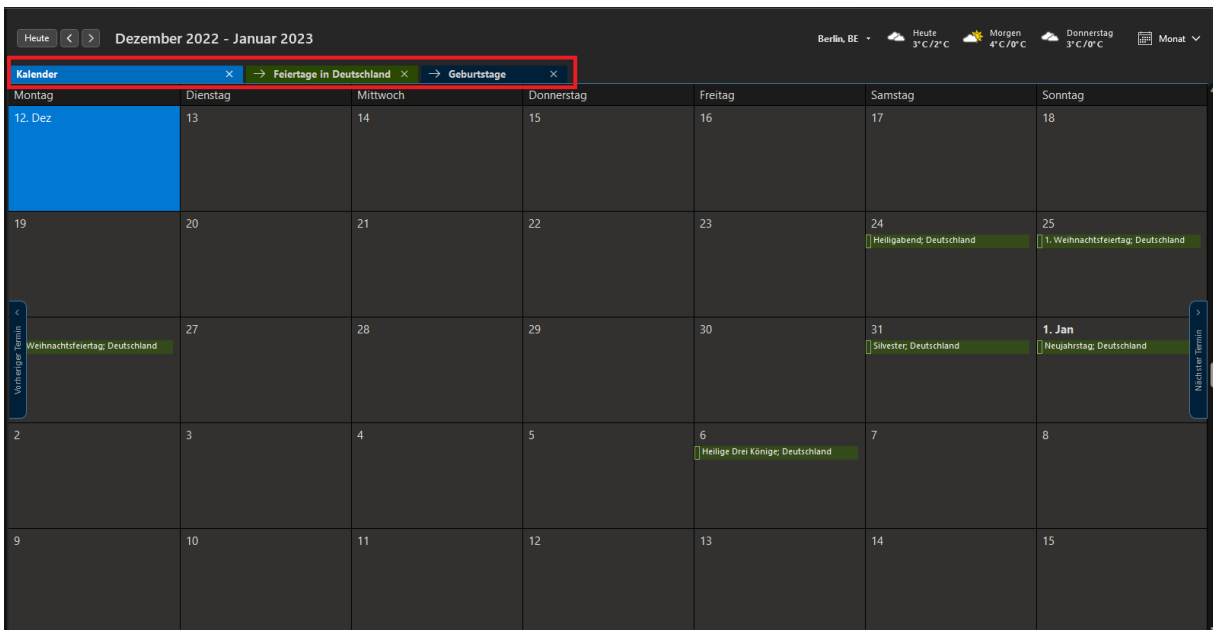 Heute
Dezember 2022 - Januar 2023
Berlin, BE
Heute
3°C/2°C
Morgen
4°C/0°C
Donnerstag
3°C/0°C
Monat
Kalender
Feiertage in Deutschland
Geburtstage
Montag Dienstag Mittwoch Donnerstag Freitag Samstag Sonntag
12. Dez 13 14 15 16 17 18
19 20 21 22 23 24 25
Heiligabend; Deutschland
1. Weihnachtsfeiertag; Deutschland
Vorheriger Termin
27 28 29 30 31 1. Jan
Weihnachtsfeiertag; Deutschland
Silvester; Deutschland
Neujahrstag; Deutschland
Nächster Termin
2 3 4 5 6 7 8
Heilige Drei Könige; Deutschland
9 10 11 12 13 14 15